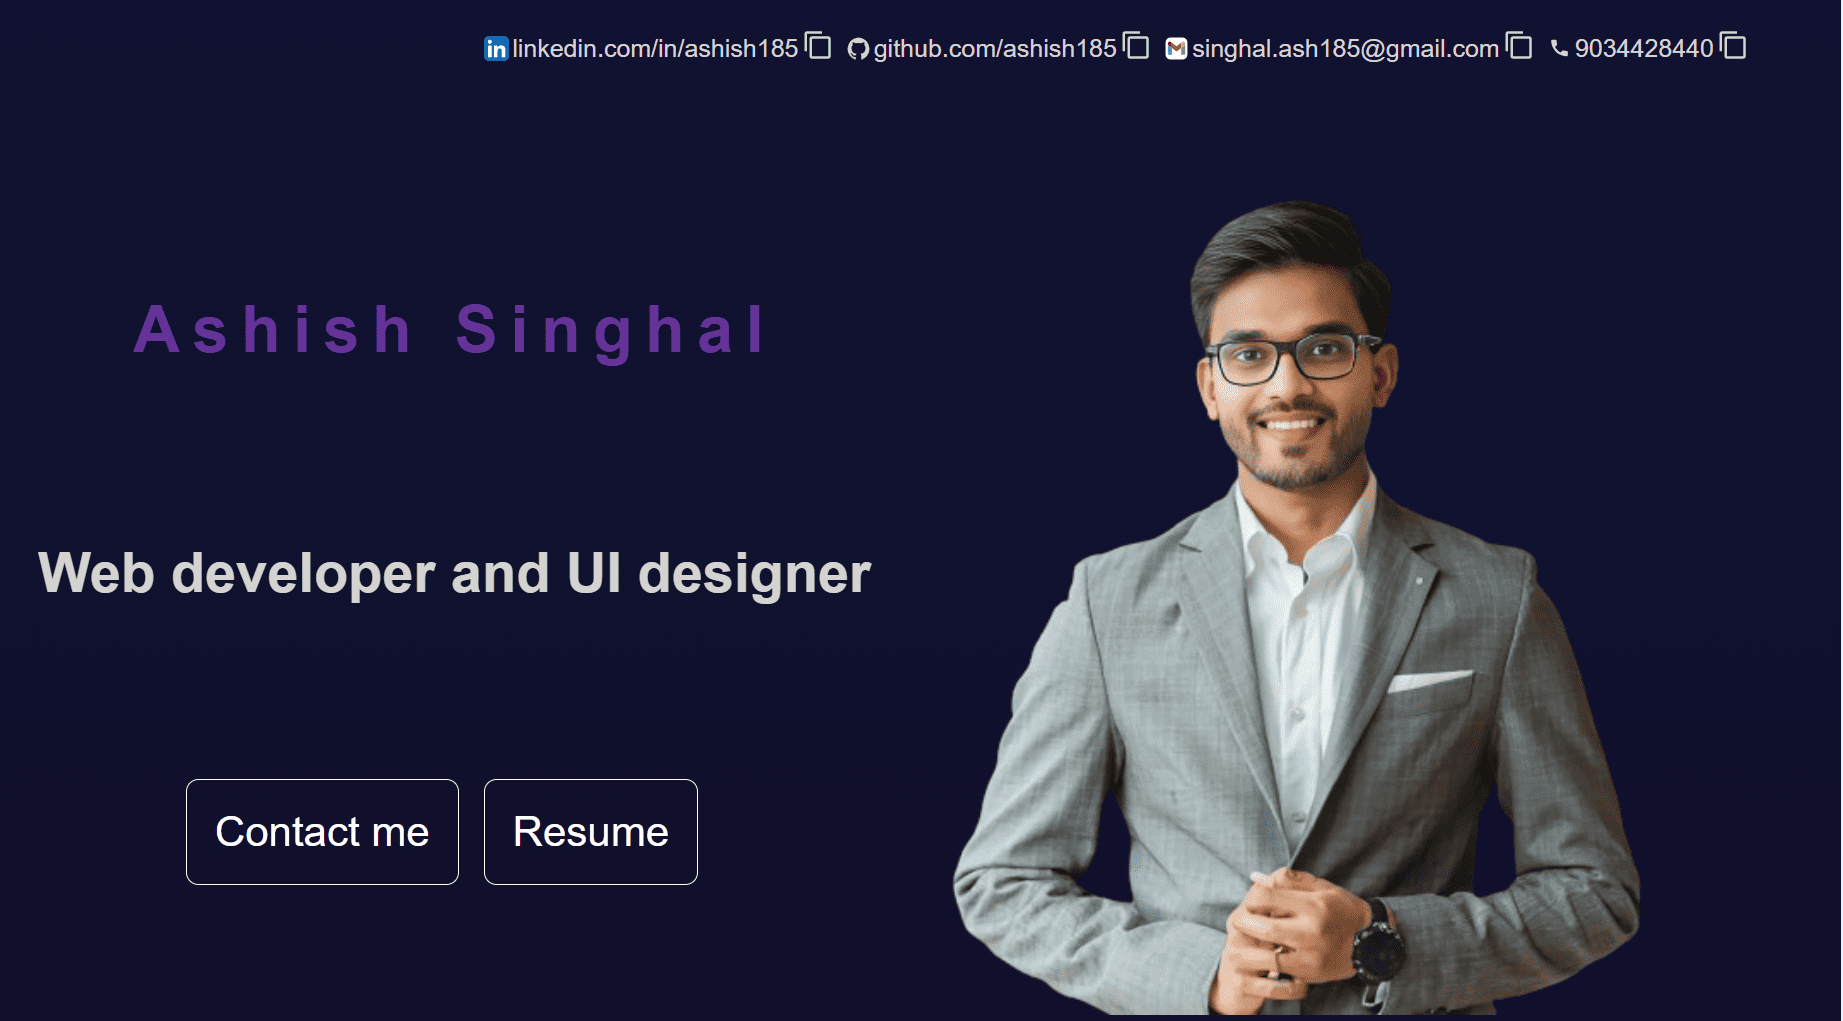 linkedin.com/in/ashish185 github.com/ashish185 singhal.ash185@gmail.com 9034428440
Ashish Singhal
Web developer and UI designer
Contact me Resume